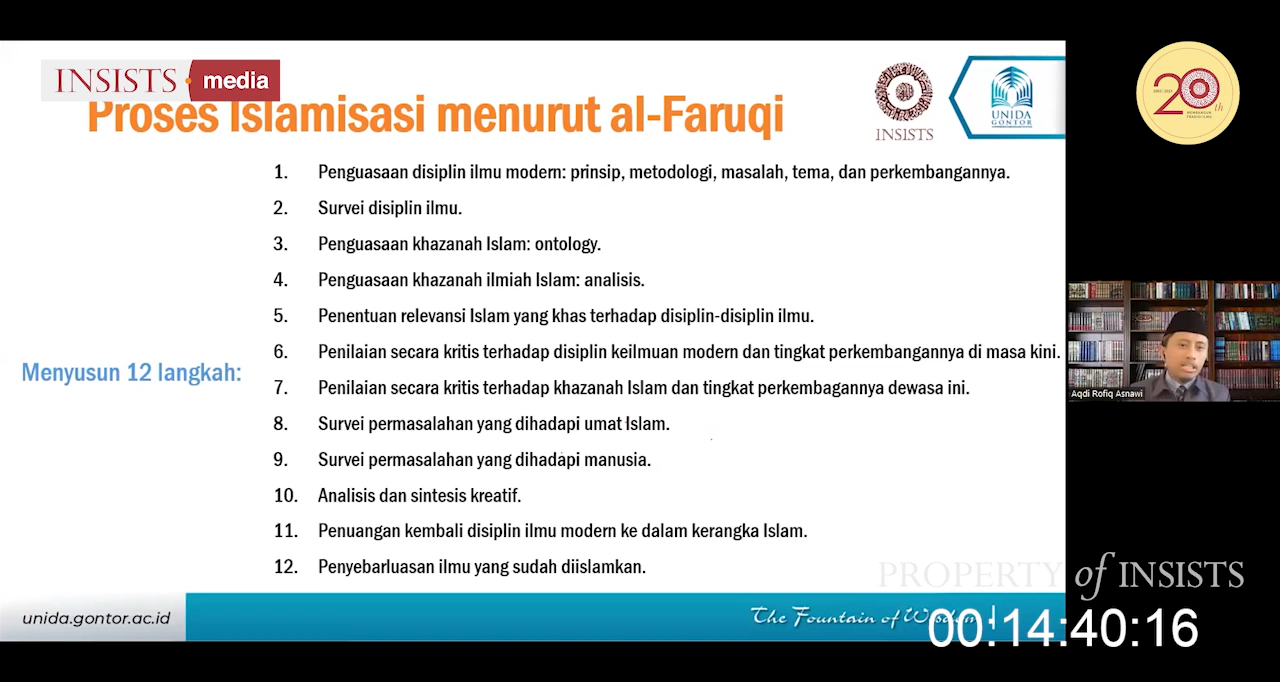 INSISTS media
Proses Islamisasi menurut al-Faruqi
INSISTS
UNIDA
GONTOR
20th
Menyusun 12 langkah:
1. Penguasaan disiplin ilmu modern: prinsip, metodologi, masalah, tema, dan perkembangannya.
2. Survei disiplin ilmu.
3. Penguasaan khazanah Islam: ontology.
4. Penguasaan khazanah ilmiah Islam: analisis.
5. Penentuan relevansi Islam yang khas terhadap disiplin-disiplin ilmu.
6. Penilaian secara kritis terhadap disiplin keilmuan modern dan tingkat perkembangannya di masa kini.
7. Penilaian secara kritis terhadap khazanah Islam dan tingkat perkembagannya dewasa ini.
8. Survei permasalahan yang dihadapi umat Islam.
9. Survei permasalahan yang dihadapi manusia.
10. Analisis dan sintesis kreatif.
11. Penuangan kembali disiplin ilmu modern ke dalam kerangka Islam.
12. Penyebarluasan ilmu yang sudah diislamkan.
Aqdi Rofiq Asnawi
PROPERTY of INSISTS
unida.gontor.ac.id
The Fountain of Wisdom
00:14:40:16